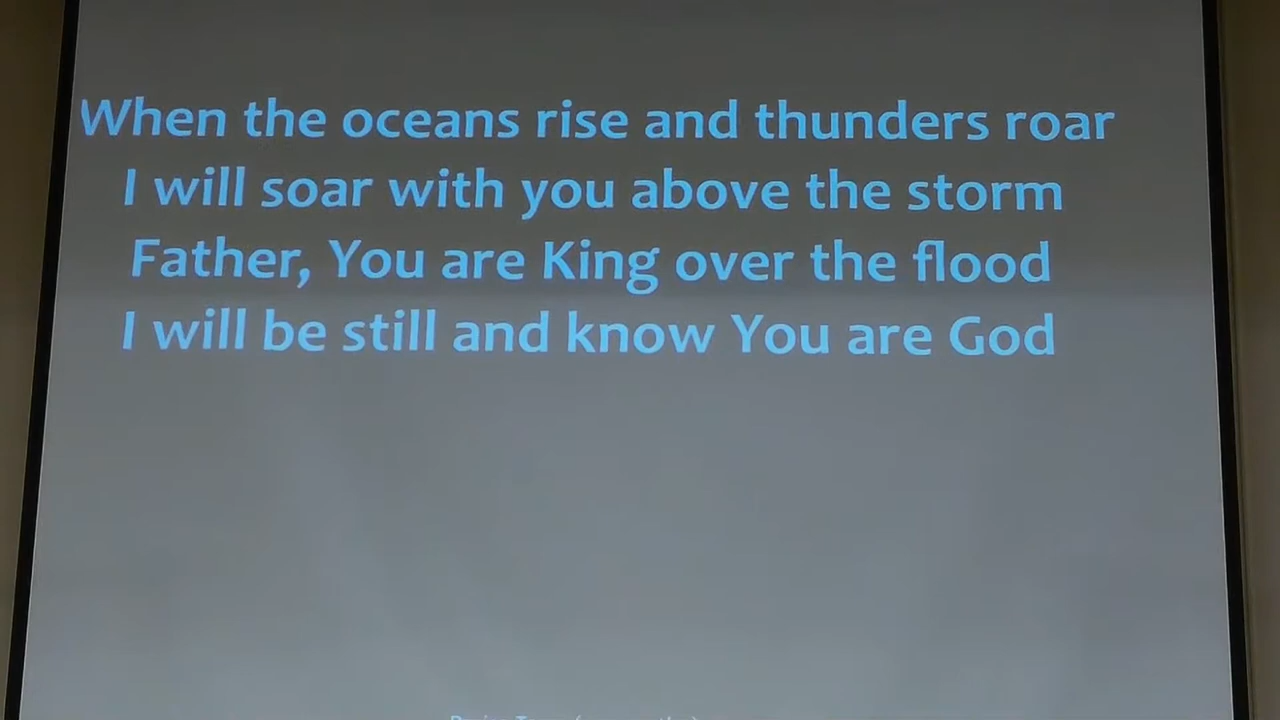 When the oceans rise and thunders roar
I will soar with you above the storm
Father, You are King over the flood
I will be still and know You are God